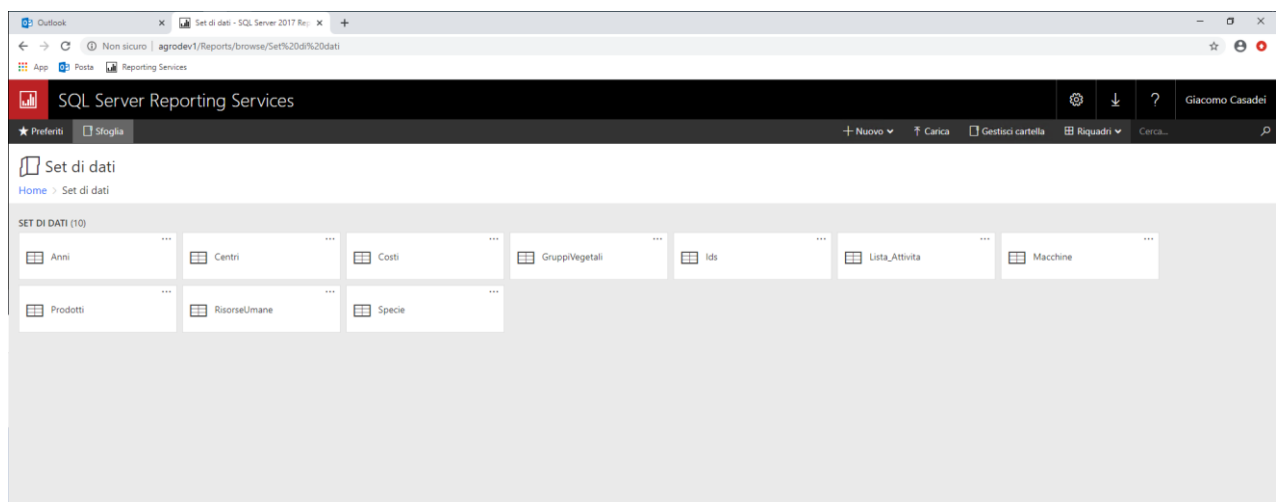 Outlook
Set di dati - SQL Server 2017 Rep
Non sicuro | agrodev1/Reports/browse/Set%20di%20dati
App Posta Reporting Services
SQL Server Reporting Services
? Giacomo Casadei
Preferiti Sfoglia Nuovo Carica Gestisci cartella Riquadri Cerca...
Set di dati
Home > Set di dati
SET DI DATI (10)
Anni Centri Costi GruppiVegetali Ids Lista_Attivita Macchine
Prodotti RisorseUmane Specie